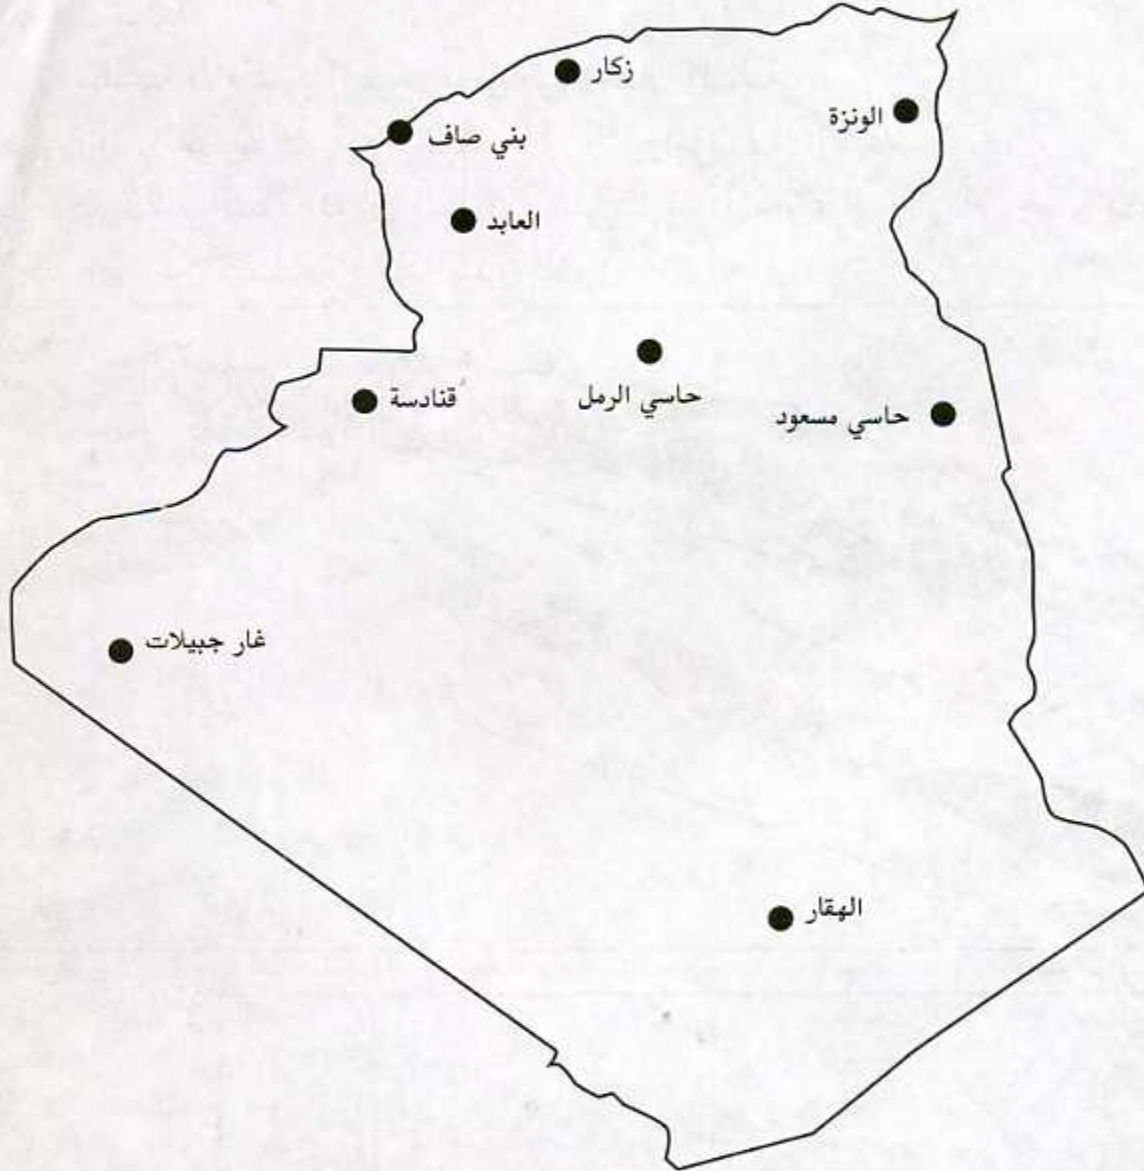 زكار
الونزة
بني صاف
العابد
حاسي الرمل
قنادسة
حاسي مسعود
غار جبيلات
الهقار